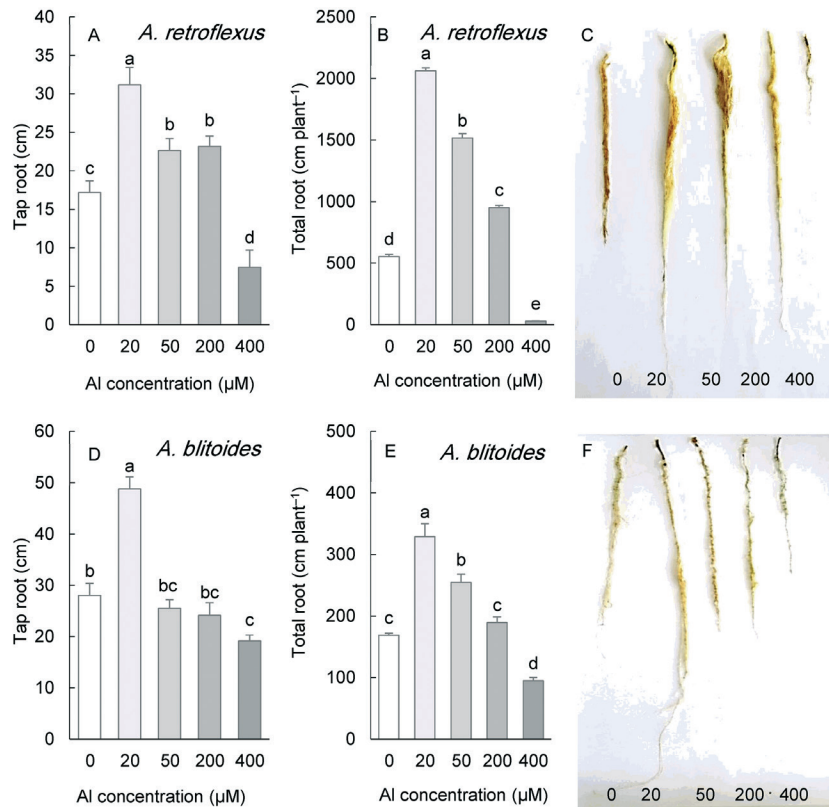 A
A. retroflexus
40
35
30
25
20
15
10
5
0
Tap root (cm)
c
a
b
b
d
0 20 50 200 400
Al concentration (µM)
B
A. retroflexus
2500
2000
1500
1000
500
0
Total root (cm plant⁻¹)
d
a
b
c
e
0 20 50 200 400
Al concentration (µM)
C
0 20 50 200 400
D
A. blitoides
60
50
40
30
20
10
0
Tap root (cm)
b
a
bc
bc
c
0 20 50 200 400
Al concentration (µM)
E
A. blitoides
500
400
300
200
100
0
Total root (cm plant⁻¹)
c
a
b
c
d
0 20 50 200 400
Al concentration (µM)
F
0 20 50 200 · 400